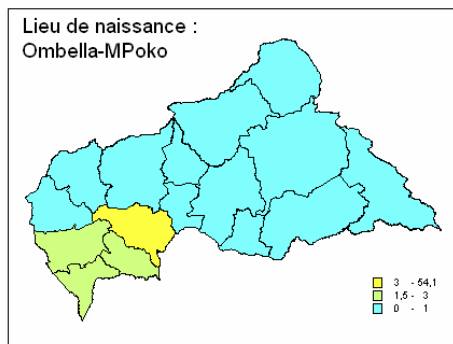 Lieu de naissance :
Ombella-MPoko
3 - 54,1
1,5 - 3
0 - 1